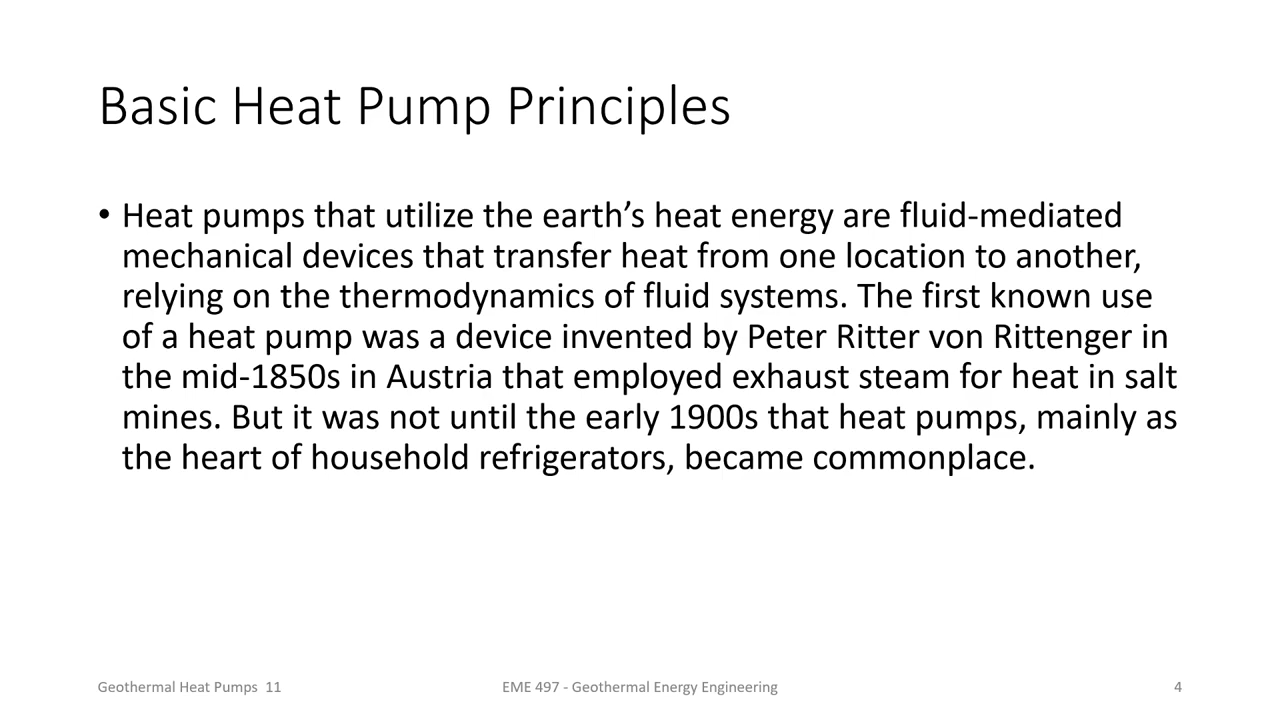 Basic Heat Pump Principles
• Heat pumps that utilize the earth’s heat energy are fluid-mediated
mechanical devices that transfer heat from one location to another,
relying on the thermodynamics of fluid systems. The first known use
of a heat pump was a device invented by Peter Ritter von Rittenger in
the mid-1850s in Austria that employed exhaust steam for heat in salt
mines. But it was not until the early 1900s that heat pumps, mainly as
the heart of household refrigerators, became commonplace.
Geothermal Heat Pumps  11
EME 497 - Geothermal Energy Engineering
4